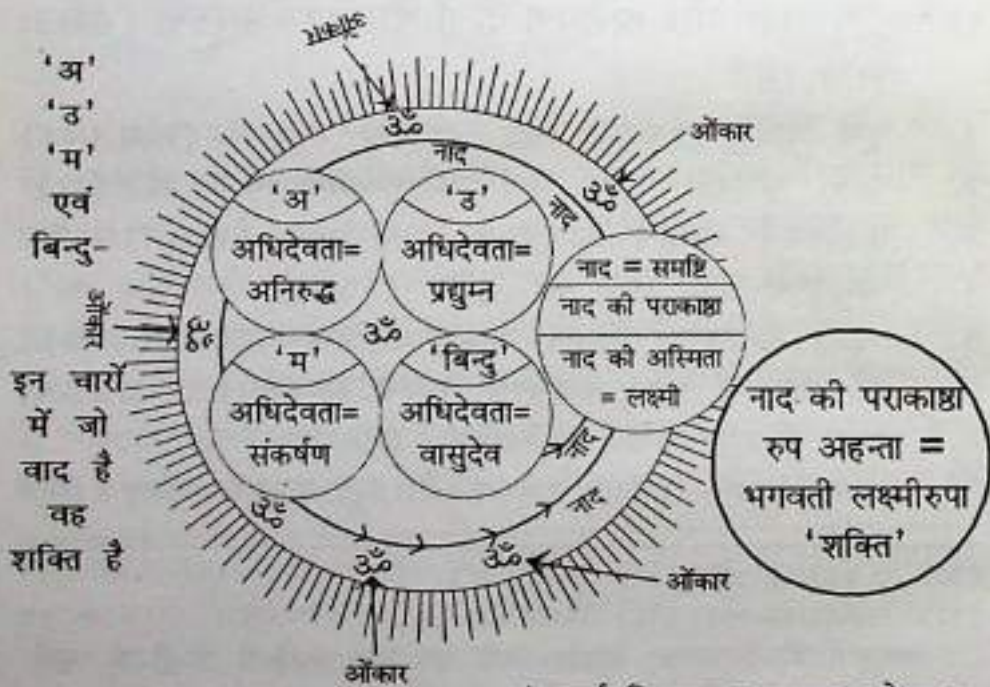 ओंकार
'अ'
'उ'
'म'
एवं
बिन्दु-
ओंकार
इन चारों
में जो
वाद है
वह
शक्ति है
ॐ
नाद
ओंकार
ॐ
नाद
'अ'
अधिदेवता=
अनिरुद्ध
'उ'
अधिदेवता=
प्रद्युम्न
ॐ
ॐ
'म'
अधिदेवता=
संकर्षण
'बिन्दु'
अधिदेवता=
वासुदेव
नाद = समष्टि
नाद की पराकाष्ठा
नाद की अस्मिता
= लक्ष्मी
नाद की पराकाष्ठा
रुप अहन्ता =
भगवती लक्ष्मीरुपा
'शक्ति'
नाद
नाद
ॐ
ॐ
ॐ
ओंकार
ओंकार